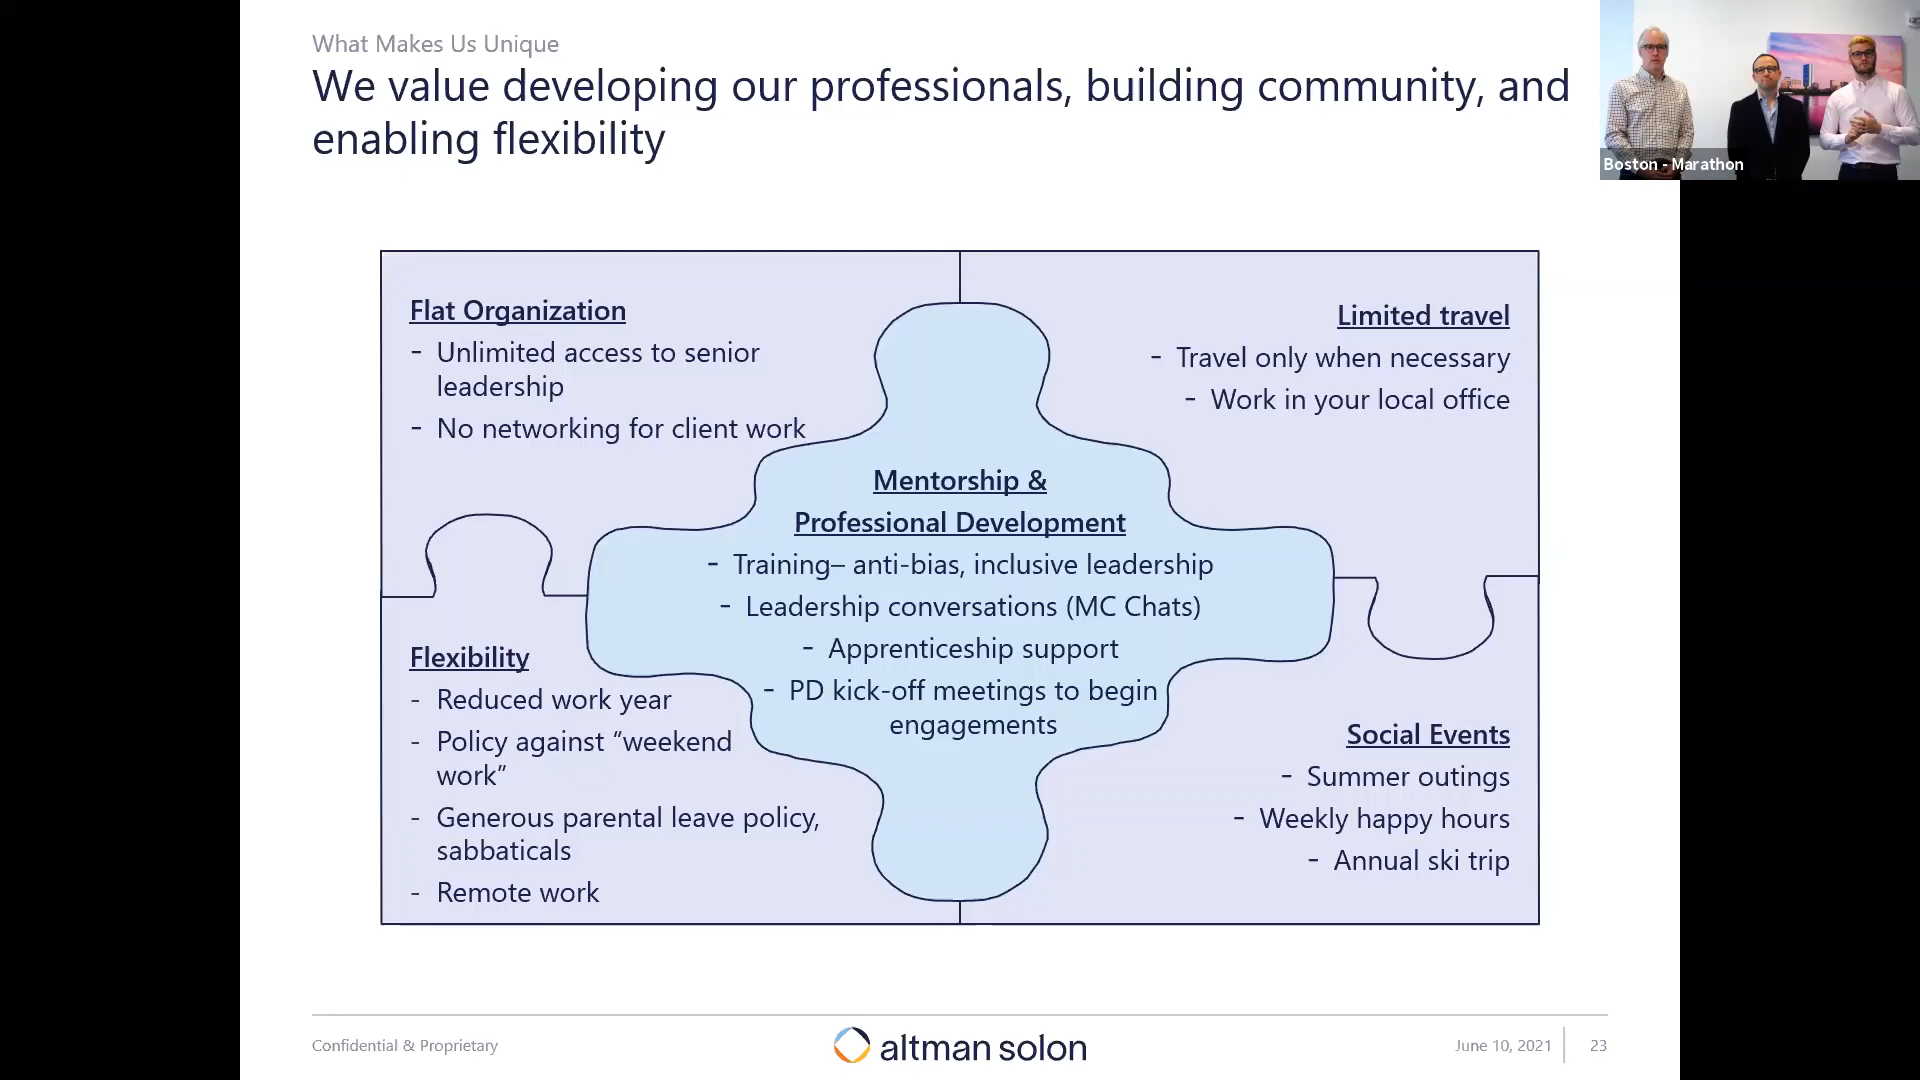 What Makes Us Unique
We value developing our professionals, building community, and
enabling flexibility
Boston - Marathon
Flat Organization
- Unlimited access to senior
leadership
- No networking for client work
Limited travel
- Travel only when necessary
- Work in your local office
Mentorship &
Professional Development
- Training– anti-bias, inclusive leadership
- Leadership conversations (MC Chats)
- Apprenticeship support
- PD kick-off meetings to begin
engagements
Flexibility
- Reduced work year
- Policy against “weekend
work”
- Generous parental leave policy,
sabbaticals
- Remote work
Social Events
- Summer outings
- Weekly happy hours
- Annual ski trip
Confidential & Proprietary
altman solon
June 10, 2021
23